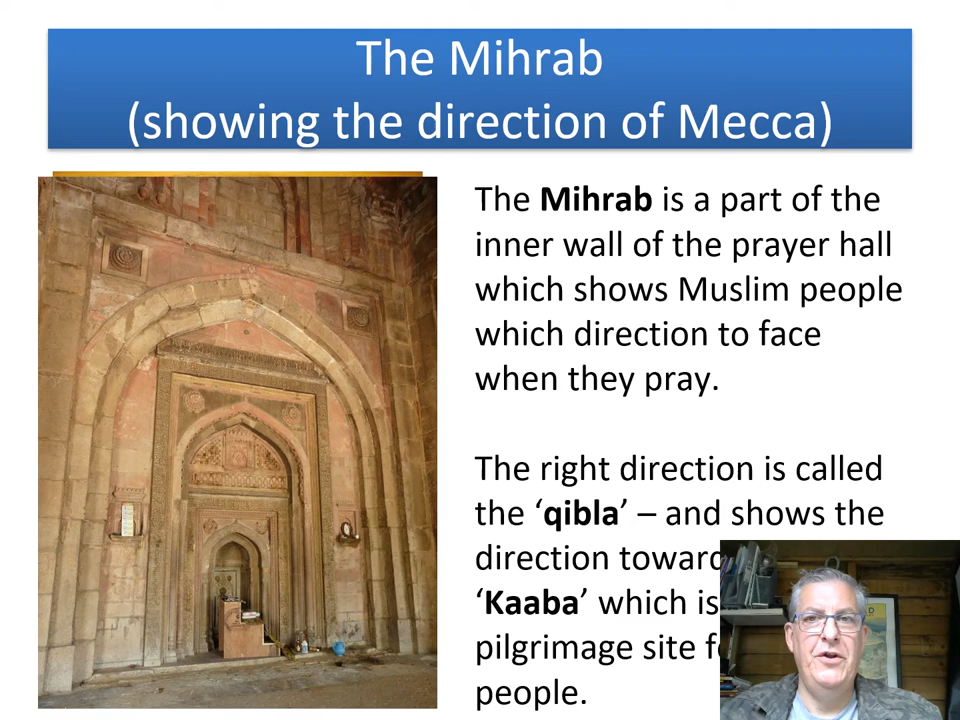 The Mihrab
(showing the direction of Mecca)
The Mihrab is a part of the
inner wall of the prayer hall
which shows Muslim people
which direction to face
when they pray.
The right direction is called
the ‘qibla’ – and shows the
direction
‘Kaaba’ which is
pilgrimage site
people.